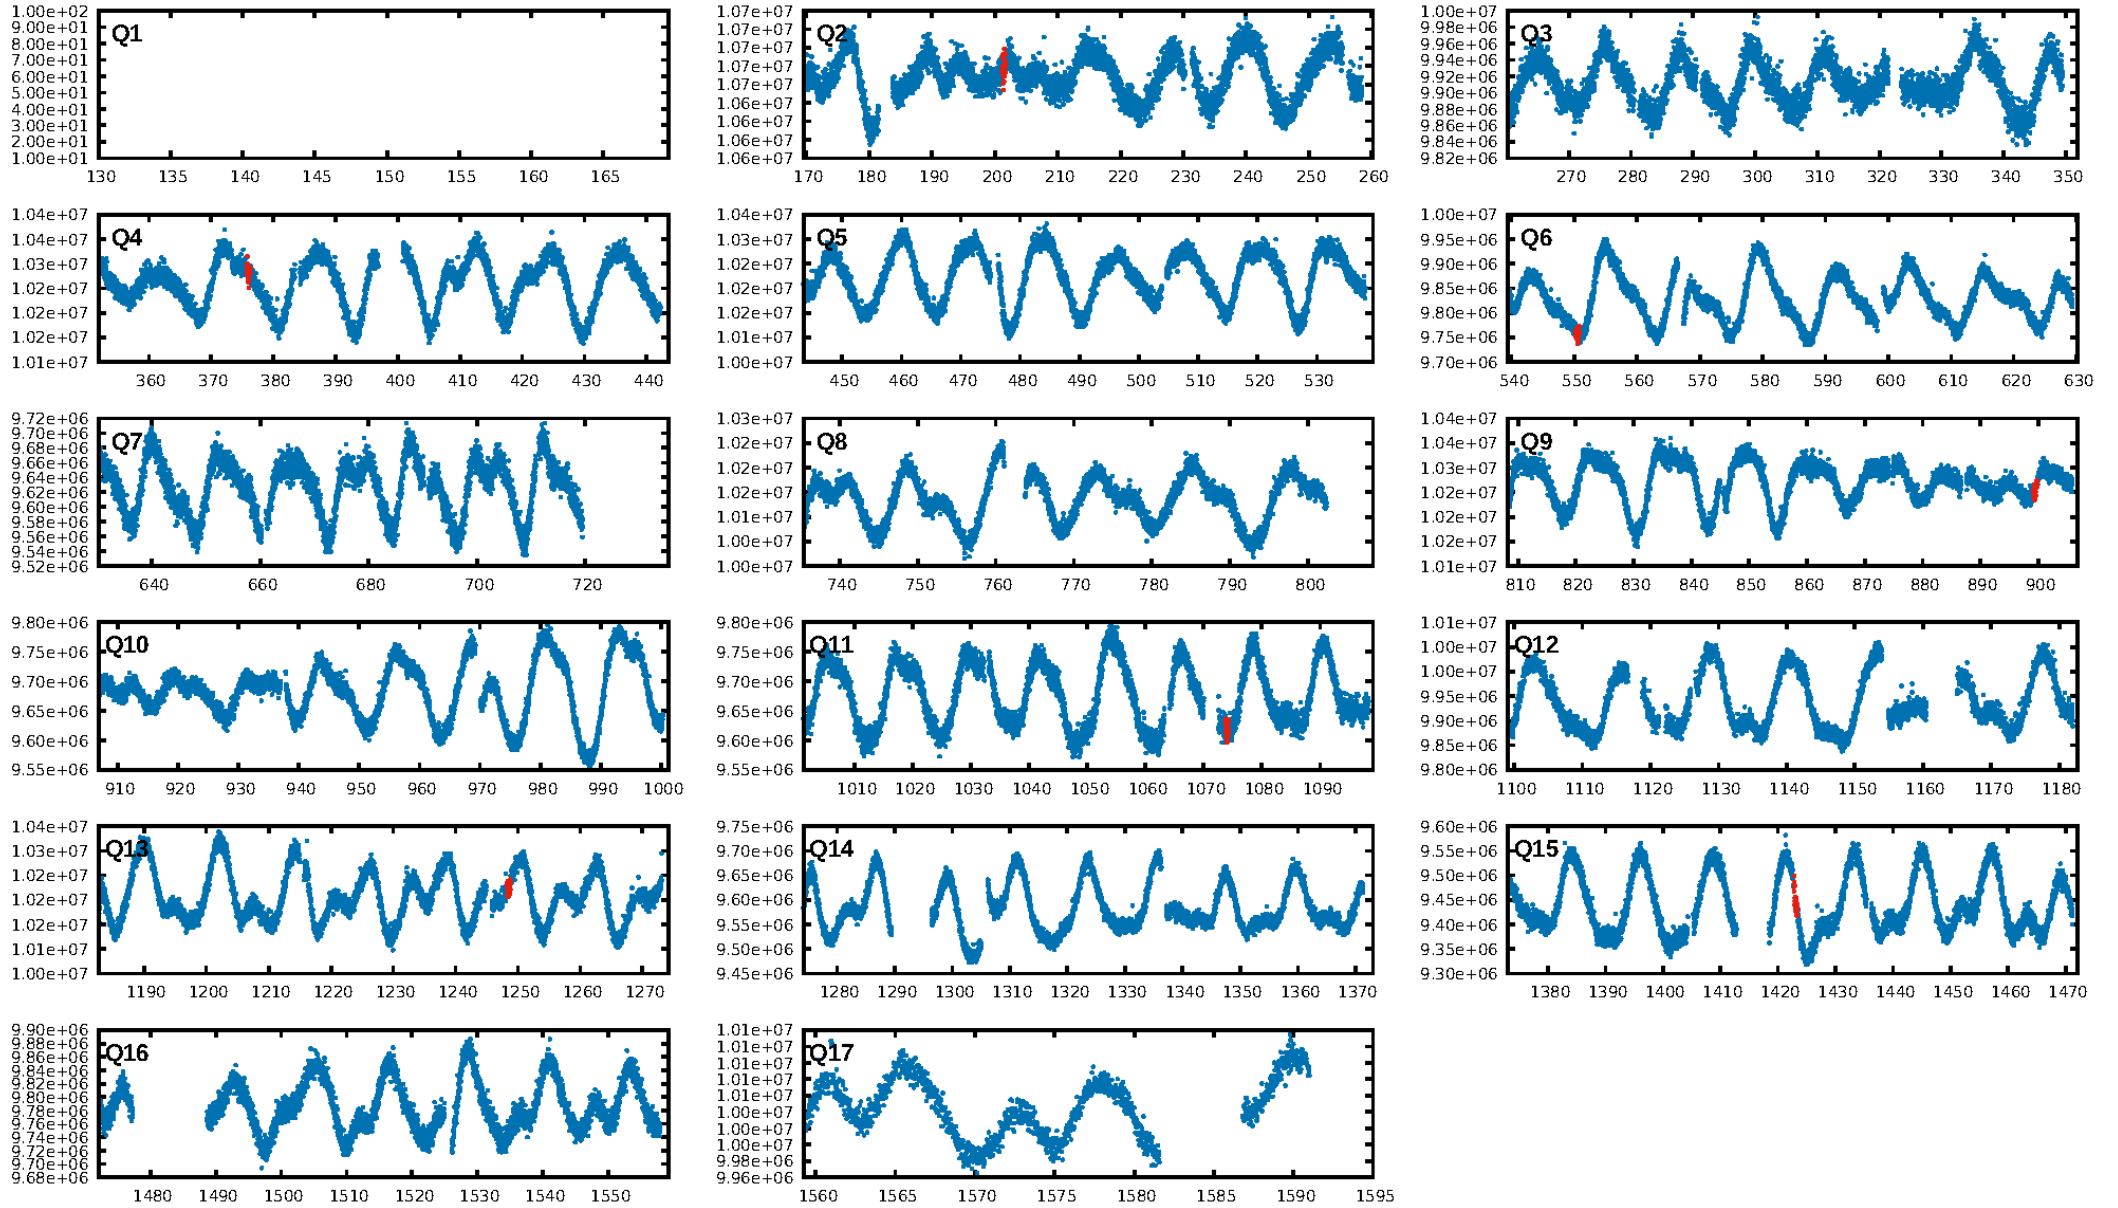 1.00e+02
9.00e+01
8.00e+01
7.00e+01
6.00e+01
5.00e+01
4.00e+01
3.00e+01
2.00e+01
1.00e+01
Q1
130 135 140 145 150 155 160 165
1.07e+07
1.07e+07
1.07e+07
1.07e+07
1.07e+07
1.06e+07
1.06e+07
1.06e+07
1.06e+07
Q2
170 180 190 200 210 220 230 240 250 260
1.00e+07
9.98e+06
9.96e+06
9.94e+06
9.92e+06
9.90e+06
9.88e+06
9.86e+06
9.84e+06
9.82e+06
Q3
270 280 290 300 310 320 330 340 350
1.04e+07
1.04e+07
1.03e+07
1.02e+07
1.02e+07
1.02e+07
1.01e+07
Q4
360 370 380 390 400 410 420 430 440
1.04e+07
1.03e+07
1.02e+07
1.02e+07
1.02e+07
1.01e+07
1.00e+07
Q5
450 460 470 480 490 500 510 520 530
1.00e+07
9.95e+06
9.90e+06
9.85e+06
9.80e+06
9.75e+06
9.70e+06
Q6
540 550 560 570 580 590 600 610 620 630
9.72e+06
9.70e+06
9.68e+06
9.66e+06
9.64e+06
9.62e+06
9.60e+06
9.58e+06
9.56e+06
9.54e+06
9.52e+06
Q7
640 660 680 700 720
1.03e+07
1.02e+07
1.02e+07
1.02e+07
1.01e+07
1.00e+07
1.00e+07
Q8
740 750 760 770 780 790 800
1.04e+07
1.04e+07
1.03e+07
1.02e+07
1.02e+07
1.02e+07
1.01e+07
Q9
810 820 830 840 850 860 870 880 890 900
9.80e+06
9.75e+06
9.70e+06
9.65e+06
9.60e+06
9.55e+06
Q10
910 920 930 940 950 960 970 980 990 1000
9.80e+06
9.75e+06
9.70e+06
9.65e+06
9.60e+06
9.55e+06
Q11
1010 1020 1030 1040 1050 1060 1070 1080 1090
1.01e+07
1.00e+07
1.00e+07
9.95e+06
9.90e+06
9.85e+06
9.80e+06
Q12
1100 1110 1120 1130 1140 1150 1160 1170 1180
1.04e+07
1.03e+07
1.02e+07
1.02e+07
1.02e+07
1.01e+07
1.00e+07
Q13
1190 1200 1210 1220 1230 1240 1250 1260 1270
9.75e+06
9.70e+06
9.65e+06
9.60e+06
9.55e+06
9.50e+06
9.45e+06
Q14
1280 1290 1300 1310 1320 1330 1340 1350 1360 1370
9.60e+06
9.55e+06
9.50e+06
9.45e+06
9.40e+06
9.35e+06
9.30e+06
Q15
1380 1390 1400 1410 1420 1430 1440 1450 1460 1470
9.90e+06
9.88e+06
9.86e+06
9.84e+06
9.82e+06
9.80e+06
9.78e+06
9.76e+06
9.74e+06
9.72e+06
9.70e+06
9.68e+06
Q16
1480 1490 1500 1510 1520 1530 1540 1550
1.01e+07
1.01e+07
1.01e+07
1.01e+07
1.00e+07
1.00e+07
1.00e+07
1.00e+07
9.98e+06
9.96e+06
Q17
1560 1565 1570 1575 1580 1585 1590 1595